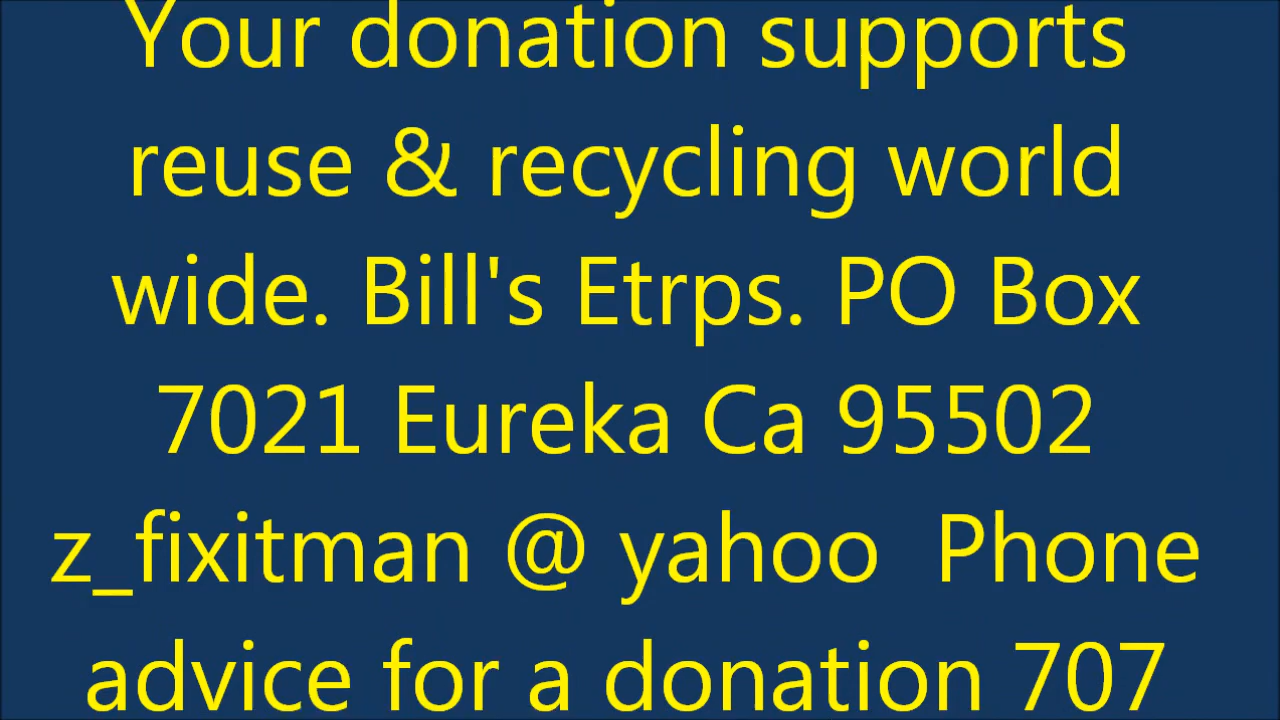 Your donation supports
reuse & recycling world
wide. Bill's Etrps. PO Box
7021 Eureka Ca 95502
z_fixitman @ yahoo  Phone
advice for a donation 707